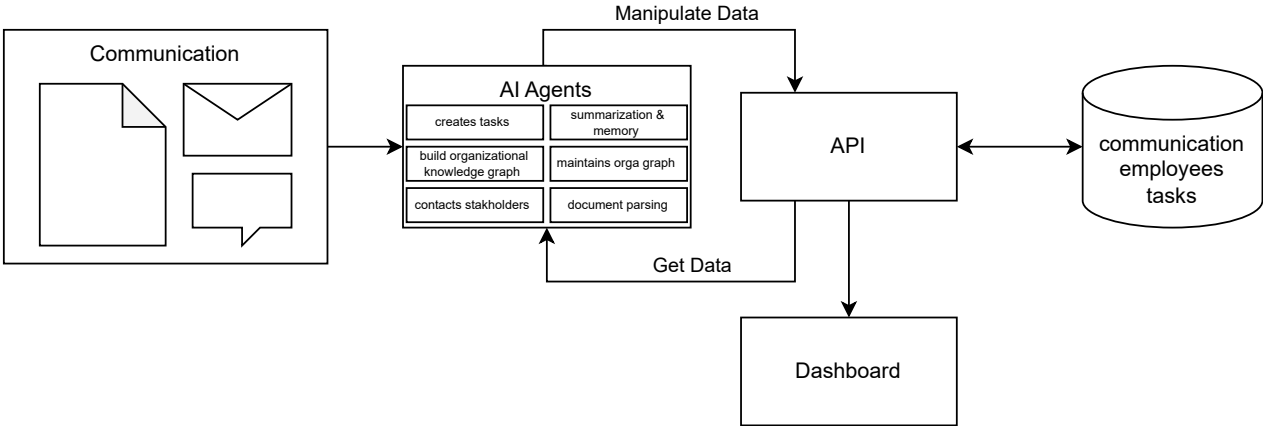 Manipulate Data
Communication
AI Agents
creates tasks
summarization &
memory
build organizational
knowledge graph
maintains orga graph
contacts stakholders
document parsing
API
communication
employees
tasks
Get Data
Dashboard